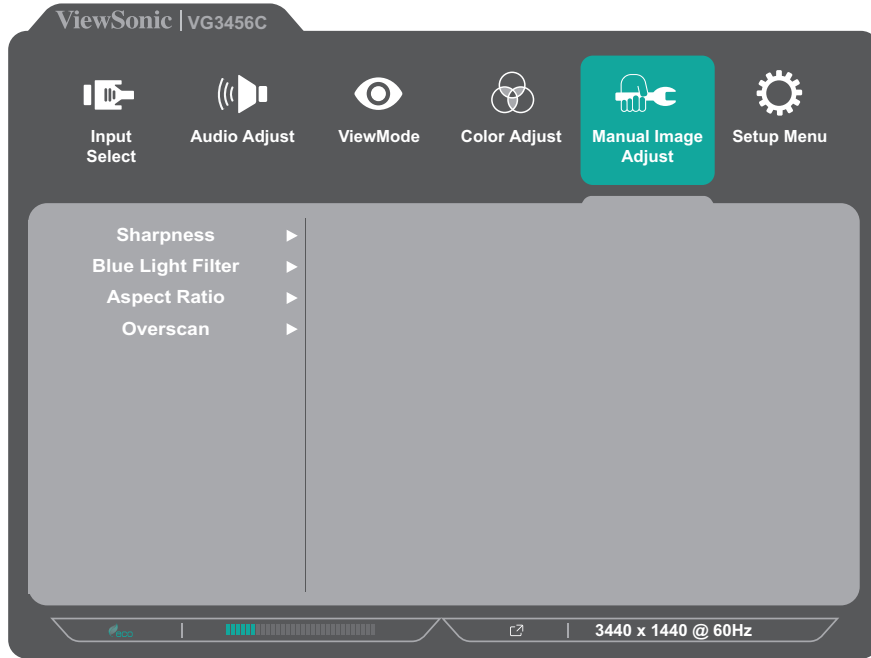 ViewSonic | VG3456C
Input
Select
Audio Adjust
ViewMode
Color Adjust
Manual Image
Adjust
Setup Menu
Sharpness
Blue Light Filter
Aspect Ratio
Overscan
eco
3440 x 1440 @ 60Hz